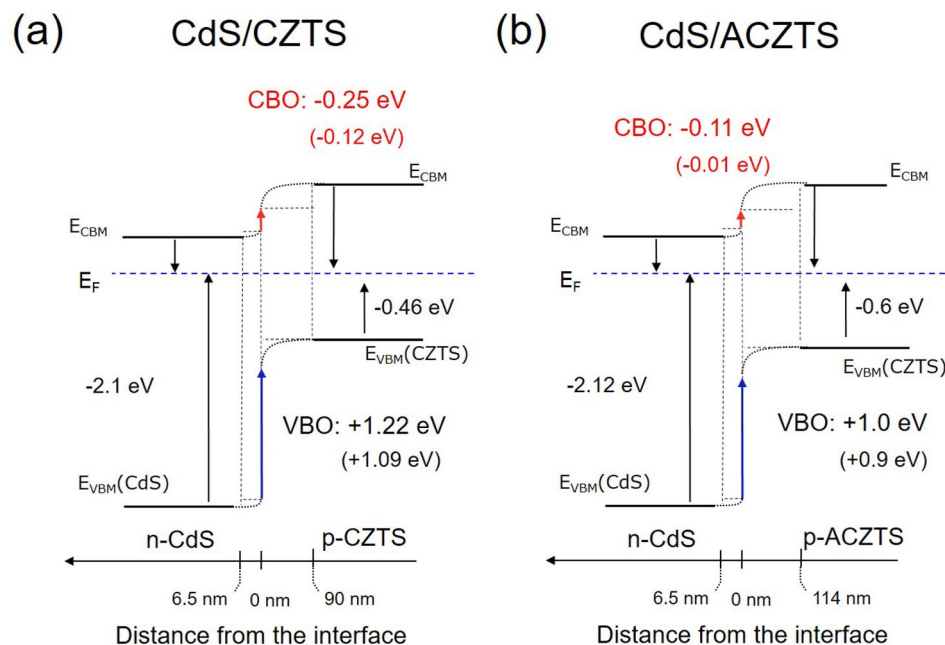 (a)
CdS/CZTS
CBO: -0.25 eV
(-0.12 eV)
E_CBM
E_CBM
E_F
-0.46 eV
E_VBM(CZTS)
-2.1 eV
VBO: +1.22 eV
(+1.09 eV)
E_VBM(CdS)
n-CdS
p-CZTS
6.5 nm
0 nm
90 nm
Distance from the interface
(b)
CdS/ACZTS
CBO: -0.11 eV
(-0.01 eV)
E_CBM
E_CBM
E_F
-0.6 eV
E_VBM(CZTS)
-2.12 eV
VBO: +1.0 eV
(+0.9 eV)
E_VBM(CdS)
n-CdS
p-ACZTS
6.5 nm
0 nm
114 nm
Distance from the interface